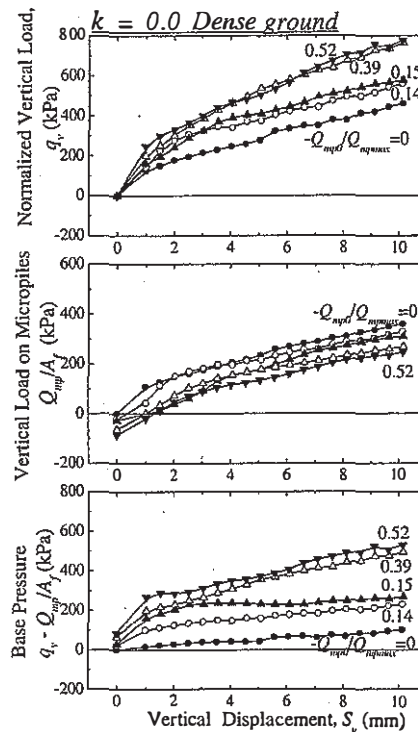 k = 0.0 Dense ground
Normalized Vertical Load,
q_v (kPa)
800
600
400
200
0
-200
0.52
0.39
0.15
0.14
-Q_mp0/Q_mpmax=0
0 2 4 6 8 10
Vertical Load on Micropiles
Q_mp/A_f (kPa)
600
400
200
0
-200
-Q_mp0/Q_mpmax=0
0.52
0 2 4 6 8 10
Base Pressure
q_v - Q_mp/A_f (kPa)
800
600
400
200
0
-200
0.52
0.39
0.15
0.14
-Q_mp0/Q_mpmax=0
0 2 4 6 8 10
Vertical Displacement, S_v (mm)